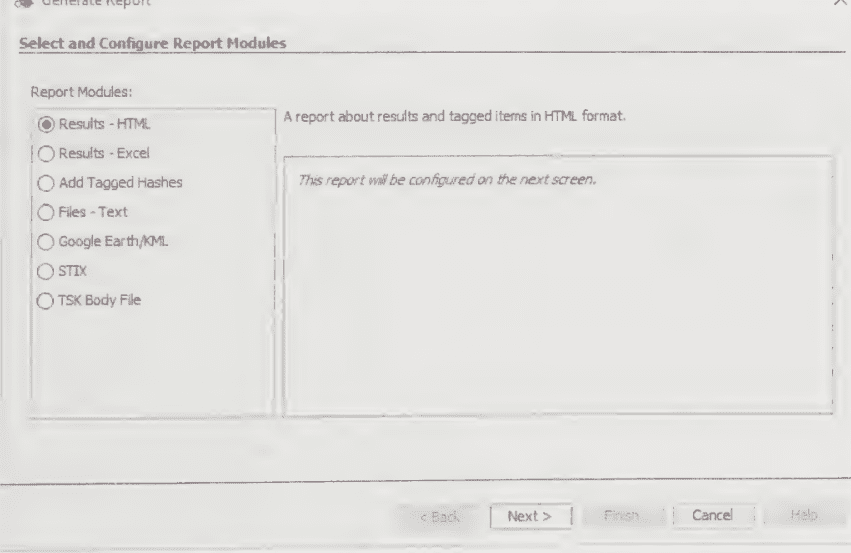 Generate Report
Select and Configure Report Modules
Report Modules:
Results - HTML
Results - Excel
Add Tagged Hashes
Files - Text
Google Earth/KML
STIX
TSK Body File
A report about results and tagged items in HTML format.
This report will be configured on the next screen.
< Back
Next >
Finish
Cancel
Help